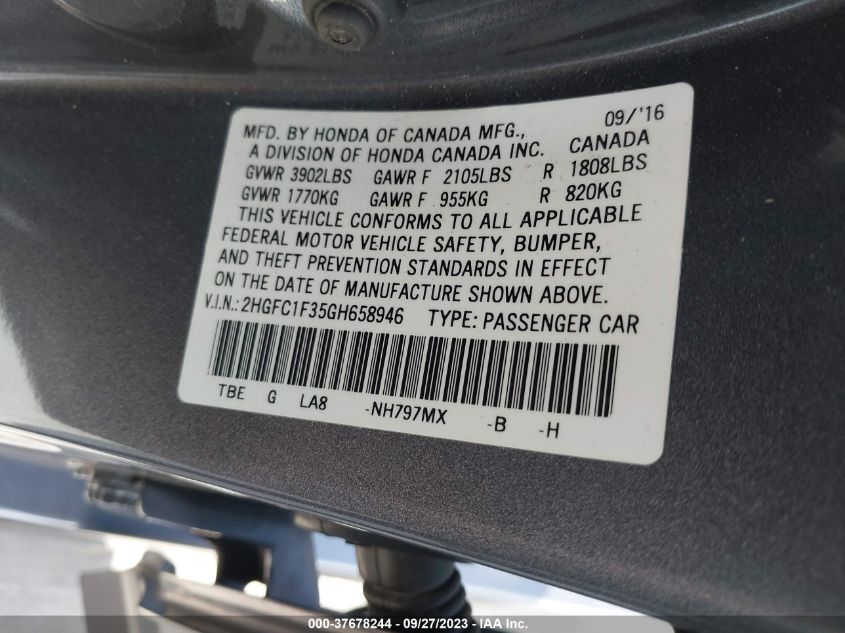 09/'16
MFD. BY HONDA OF CANADA MFG.,
A DIVISION OF HONDA CANADA INC. CANADA
GVWR 3902LBS GAWR F 2105LBS R 1808LBS
GVWR 1770KG GAWR F 955KG R 820KG
THIS VEHICLE CONFORMS TO ALL APPLICABLE
FEDERAL MOTOR VEHICLE SAFETY, BUMPER,
AND THEFT PREVENTION STANDARDS IN EFFECT
ON THE DATE OF MANUFACTURE SHOWN ABOVE.
V.I.N.: 2HGFC1F35GH658946 TYPE: PASSENGER CAR
TBE G LA8 -NH797MX -B -H
000-37678244 - 09/27/2023 - IAA Inc.